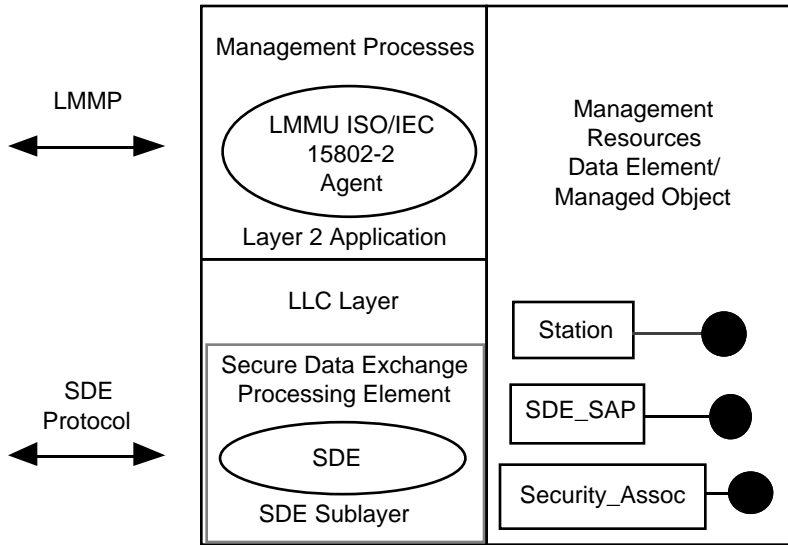 LMMP
Management Processes
LMMU ISO/IEC
15802-2
Agent
Layer 2 Application
Management
Resources
Data Element/
Managed Object
SDE
Protocol
LLC Layer
Secure Data Exchange
Processing Element
SDE
SDE Sublayer
Station
SDE_SAP
Security_Assoc